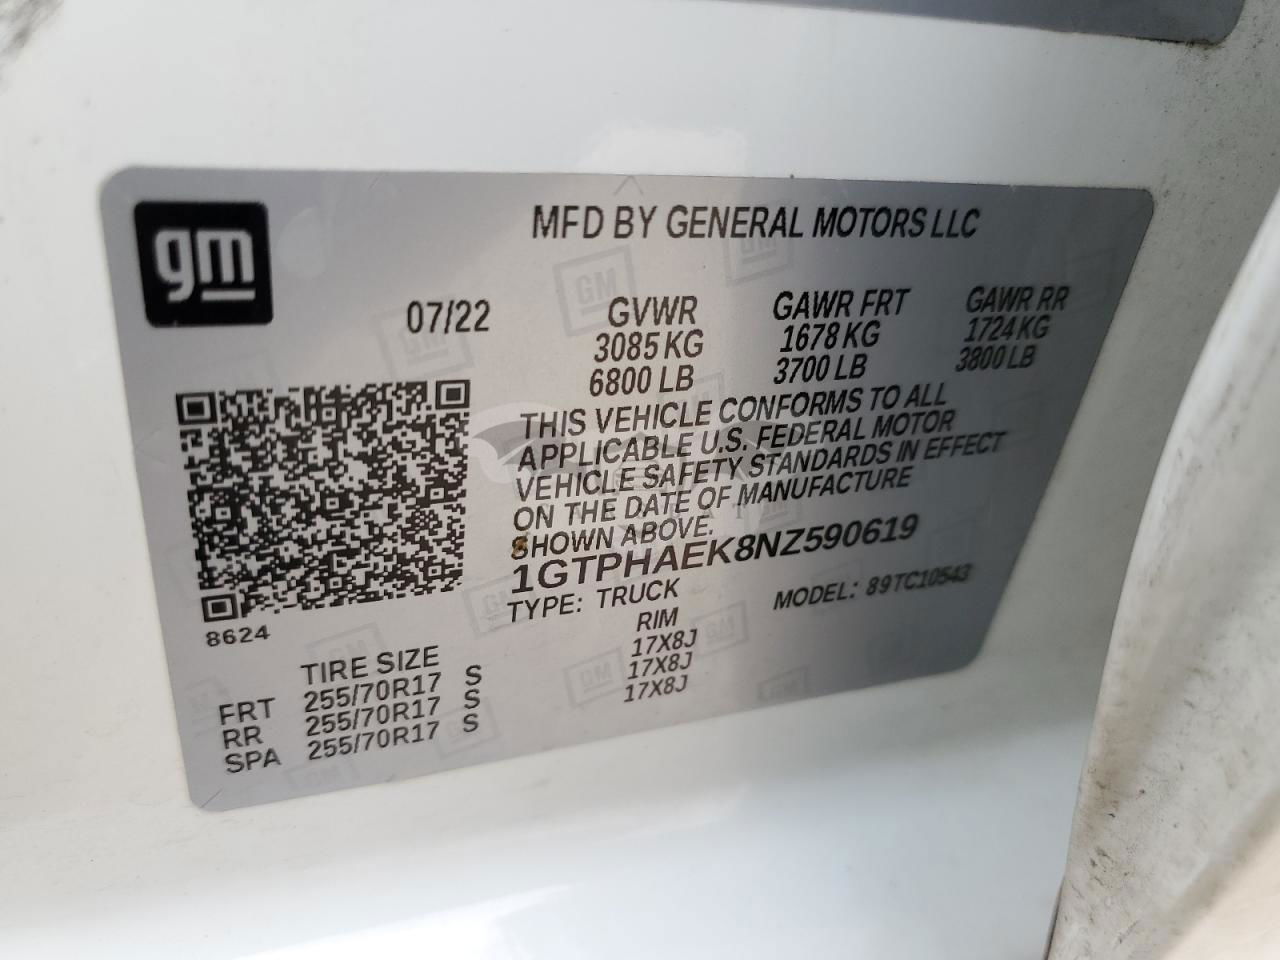 gm
MFD BY GENERAL MOTORS LLC
07/22
GVWR
3085 KG
6800 LB
GAWR FRT
1678 KG
3700 LB
GAWR RR
1724 KG
3800 LB
THIS VEHICLE CONFORMS TO ALL
APPLICABLE U.S. FEDERAL MOTOR
VEHICLE SAFETY STANDARDS IN EFFECT
ON THE DATE OF MANUFACTURE
SHOWN ABOVE.
1GTPHAEK8NZ590619
TYPE: TRUCK
MODEL: 89TC10543
8624
TIRE SIZE
RIM
FRT 255/70R17 S 17X8J
RR 255/70R17 S 17X8J
SPA 255/70R17 S 17X8J